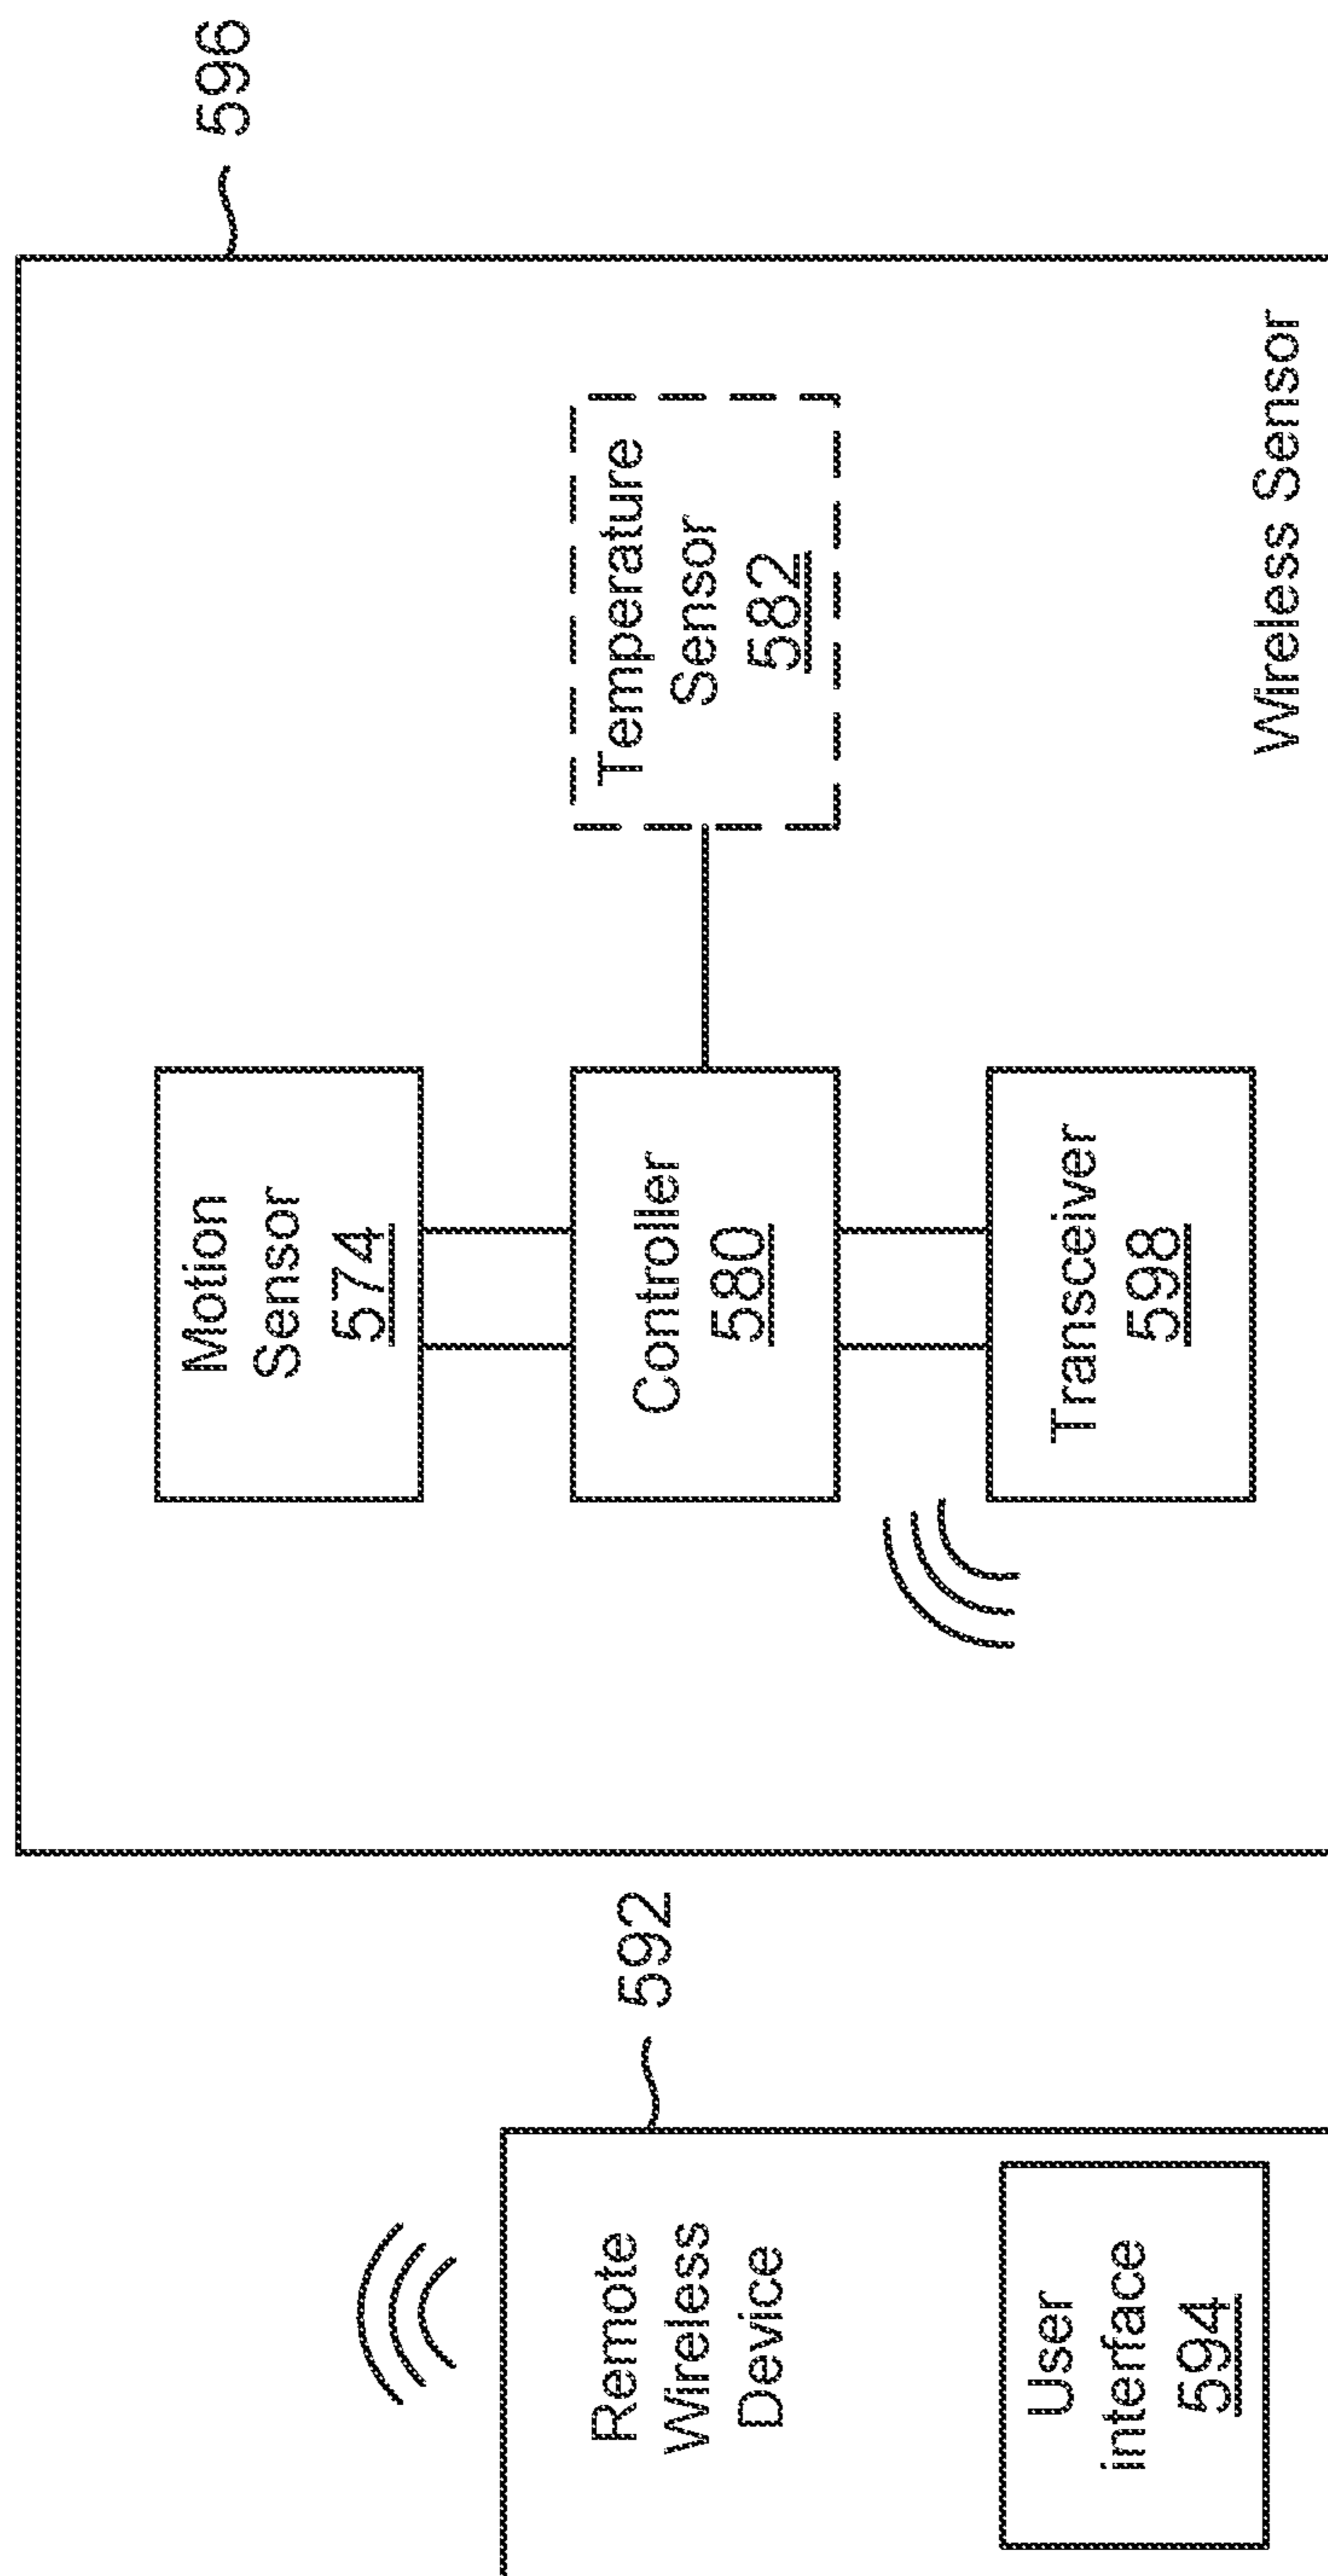 592
Remote
Wireless
Device
User
interface
594
596
Motion
Sensor
574
Controller
580
Temperature
Sensor
582
Transceiver
598
Wireless Sensor